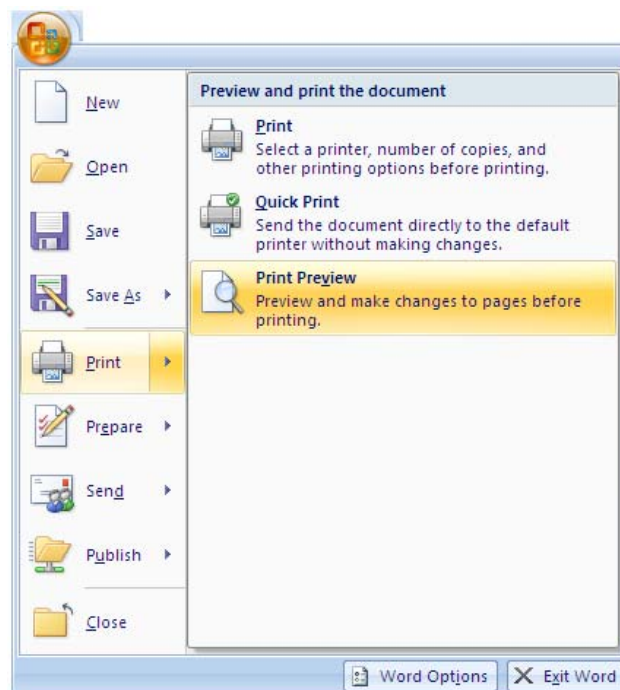 New
Open
Save
Save As
Print
Prepare
Send
Publish
Close
Preview and print the document
Print
Select a printer, number of copies, and
other printing options before printing.
Quick Print
Send the document directly to the default
printer without making changes.
Print Preview
Preview and make changes to pages before
printing.
Word Options
Exit Word